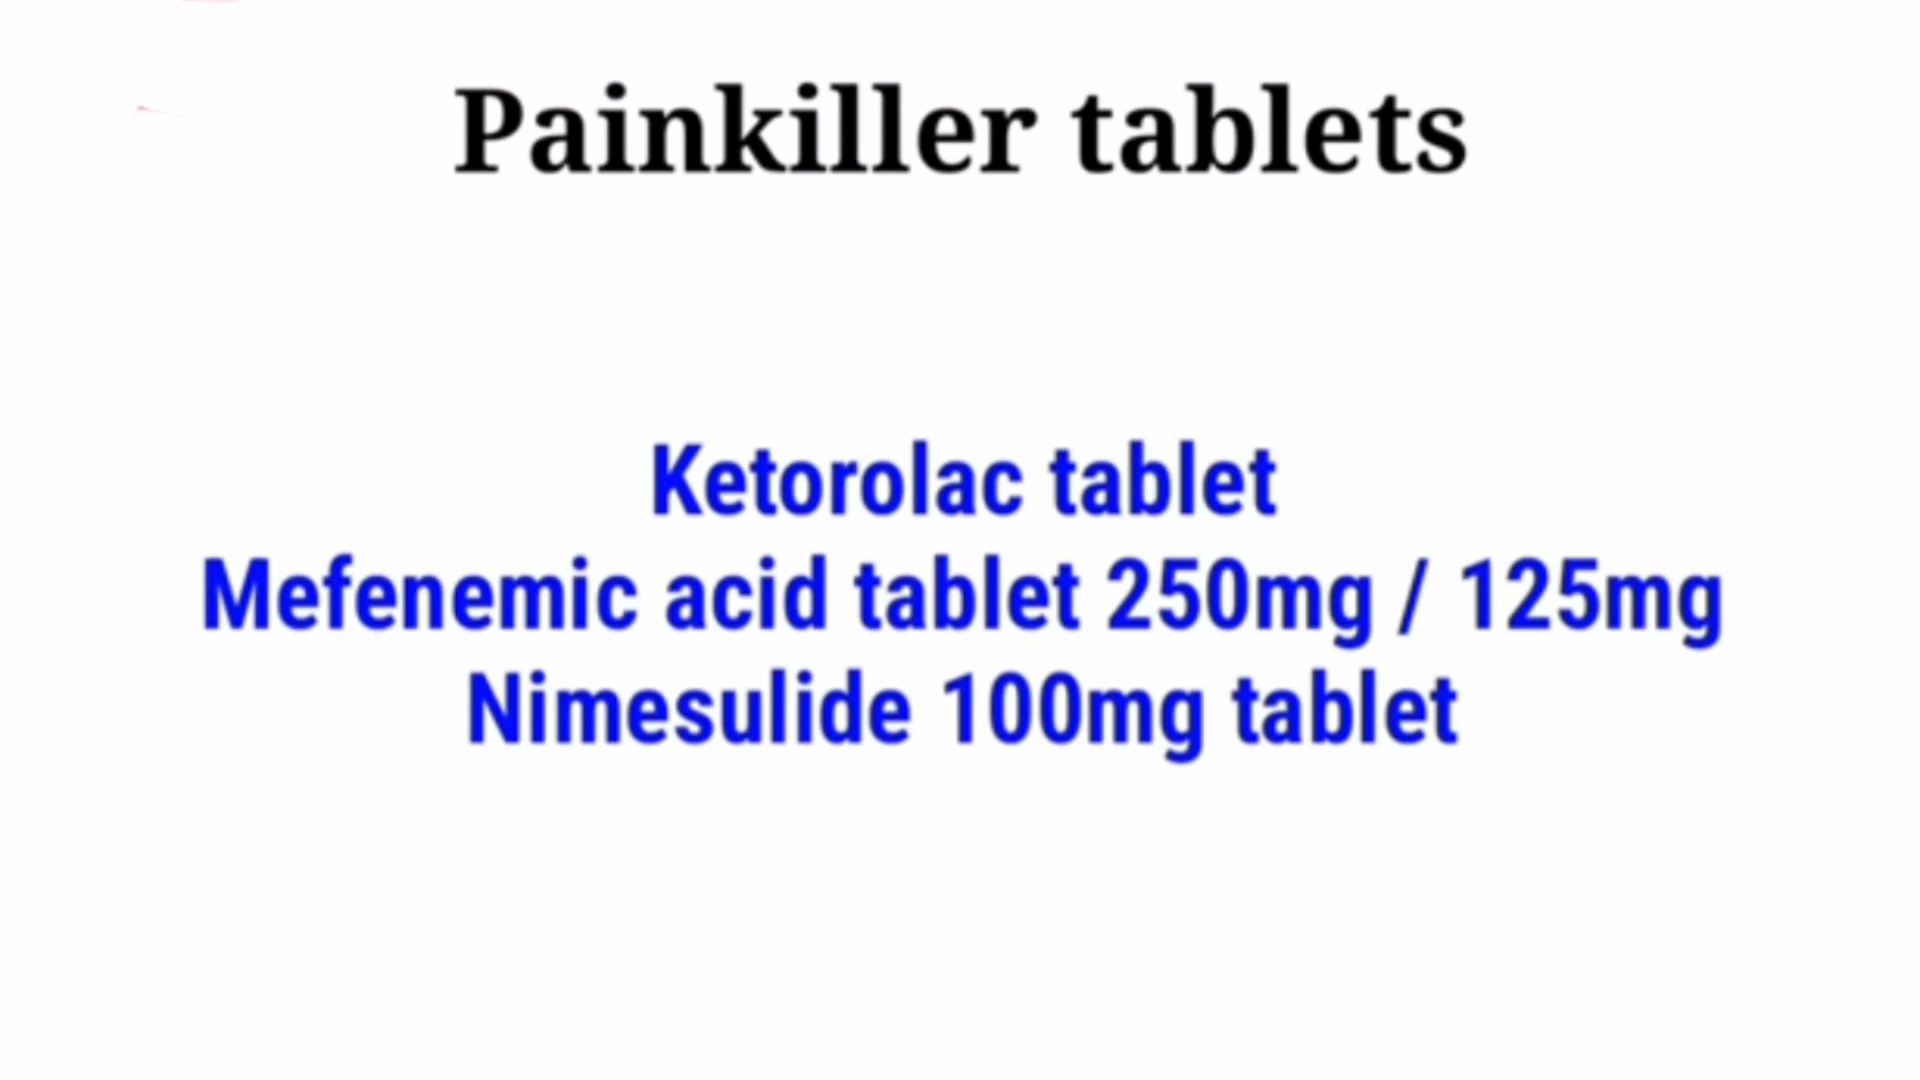 Painkiller tablets
Ketorolac tablet
Mefenemic acid tablet 250mg / 125mg
Nimesulide 100mg tablet